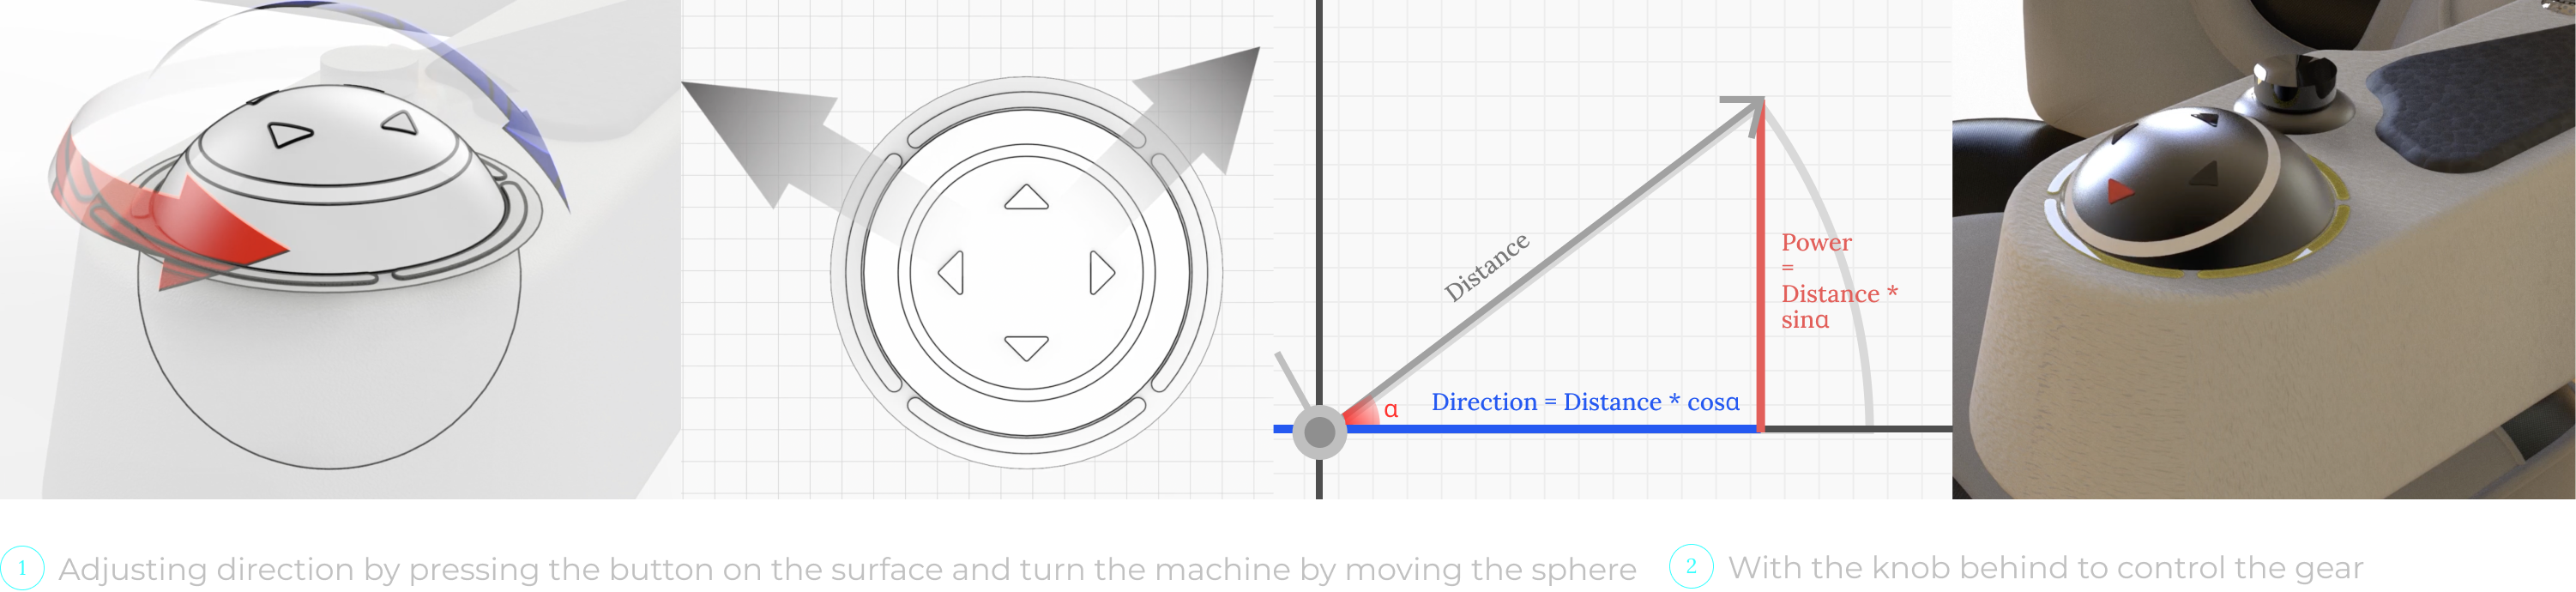 Distance
α
Direction = Distance * cosα
Power
=
Distance *
sinα
1 Adjusting direction by pressing the button on the surface and turn the machine by moving the sphere
2 With the knob behind to control the gear